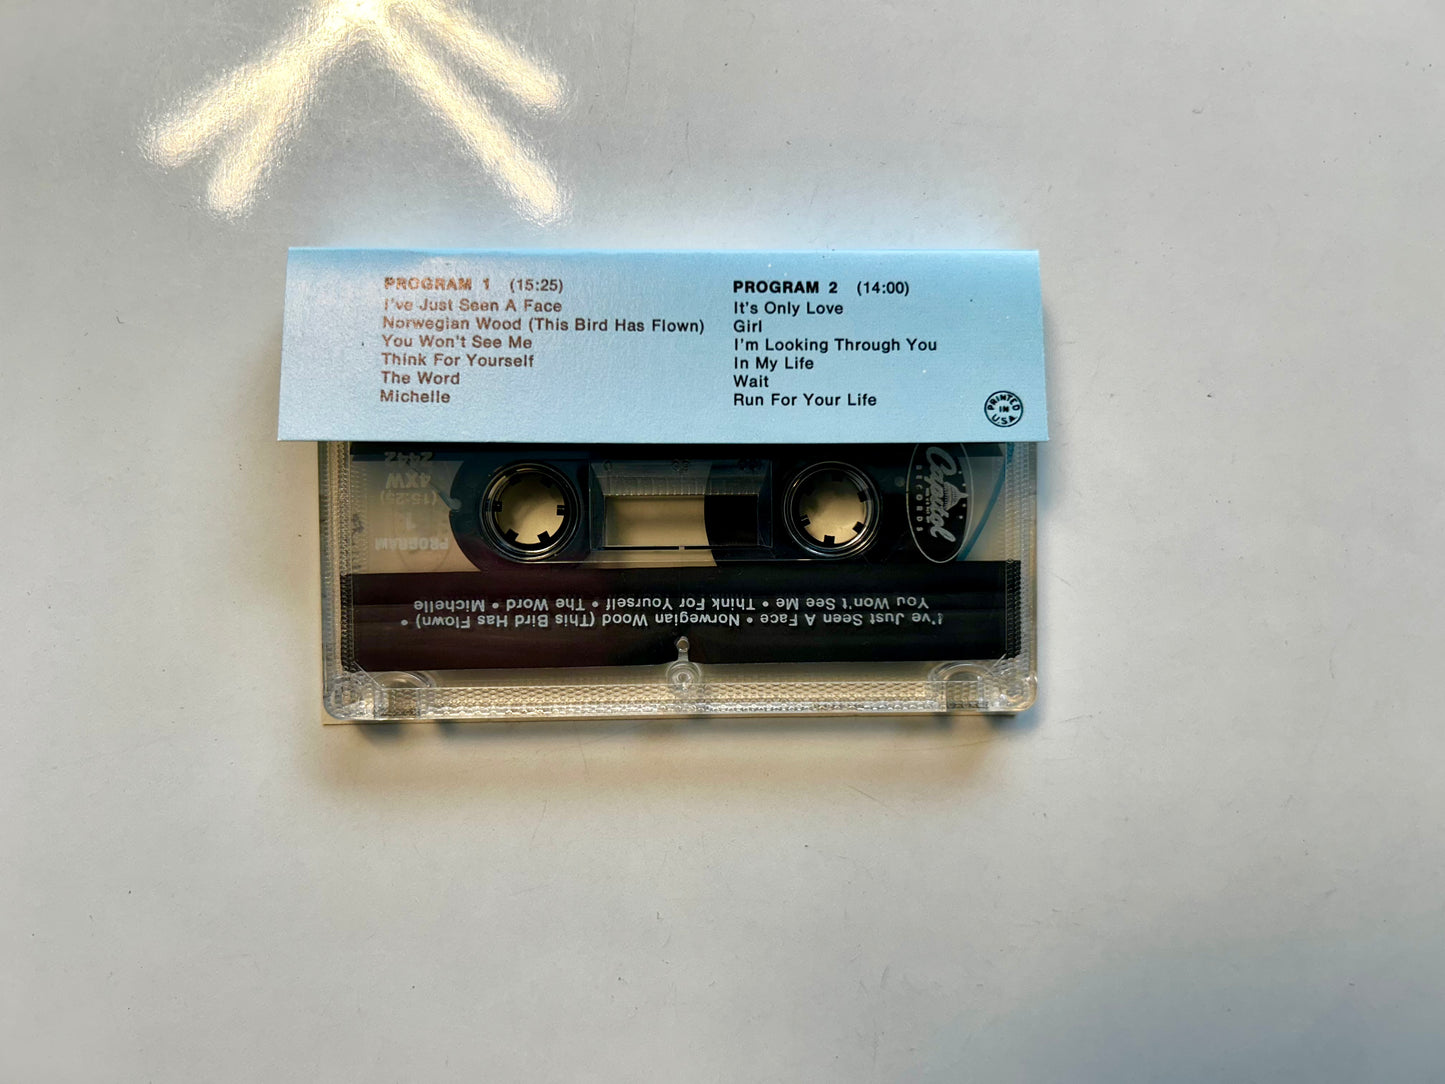 PROGRAM 1 (15:25)
I've Just Seen A Face
Norwegian Wood (This Bird Has Flown)
You Won't See Me
Think For Yourself
The Word
Michelle
PROGRAM 2 (14:00)
It's Only Love
Girl
I'm Looking Through You
In My Life
Wait
Run For Your Life
PRINTED
IN
U.S.A.
I've Just Seen A Face • Norwegian Wood (This Bird Has Flown) •
You Won't See Me • Think For Yourself • The Word • Michelle
PROGRAM
1
(15:25)
4XW
2442
Capitol
RECORDS